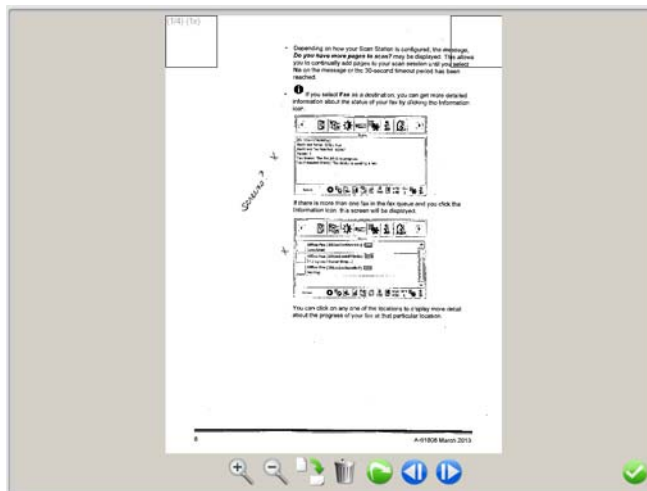 (1/4) (1x)
- Depending on how your Scan Station is configured, the message,
Do you have more pages to scan? may be displayed. This allows
you to continually add pages to your scan session until you select
No on the message or the 30-second timeout period has been
reached.
- If you select Fax as a destination, you can get more detailed
information about the status of your fax by clicking the Information
icon.
screens?
If there is more than one fax in the fax queue and you click the
Information icon, this screen will be displayed.
You can click on any one of the locations to display more detail
about the progress of your fax at that particular location.
8
A-61806 March 2013